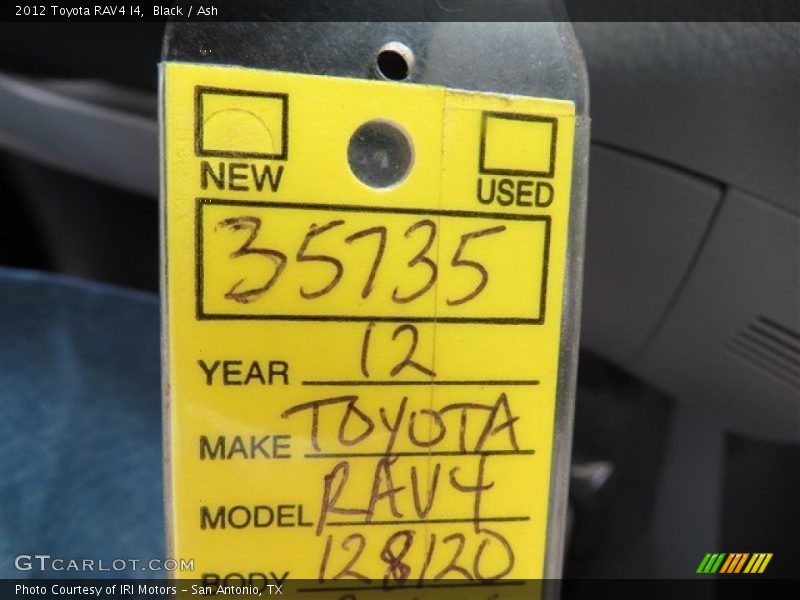 2012 Toyota RAV4 I4, Black / Ash
NEW USED
35735
YEAR 12
MAKE TOYOTA
MODEL RAV4
BODY 128120
GTCARLOT.COM
Photo Courtesy of IRI Motors - San Antonio, TX